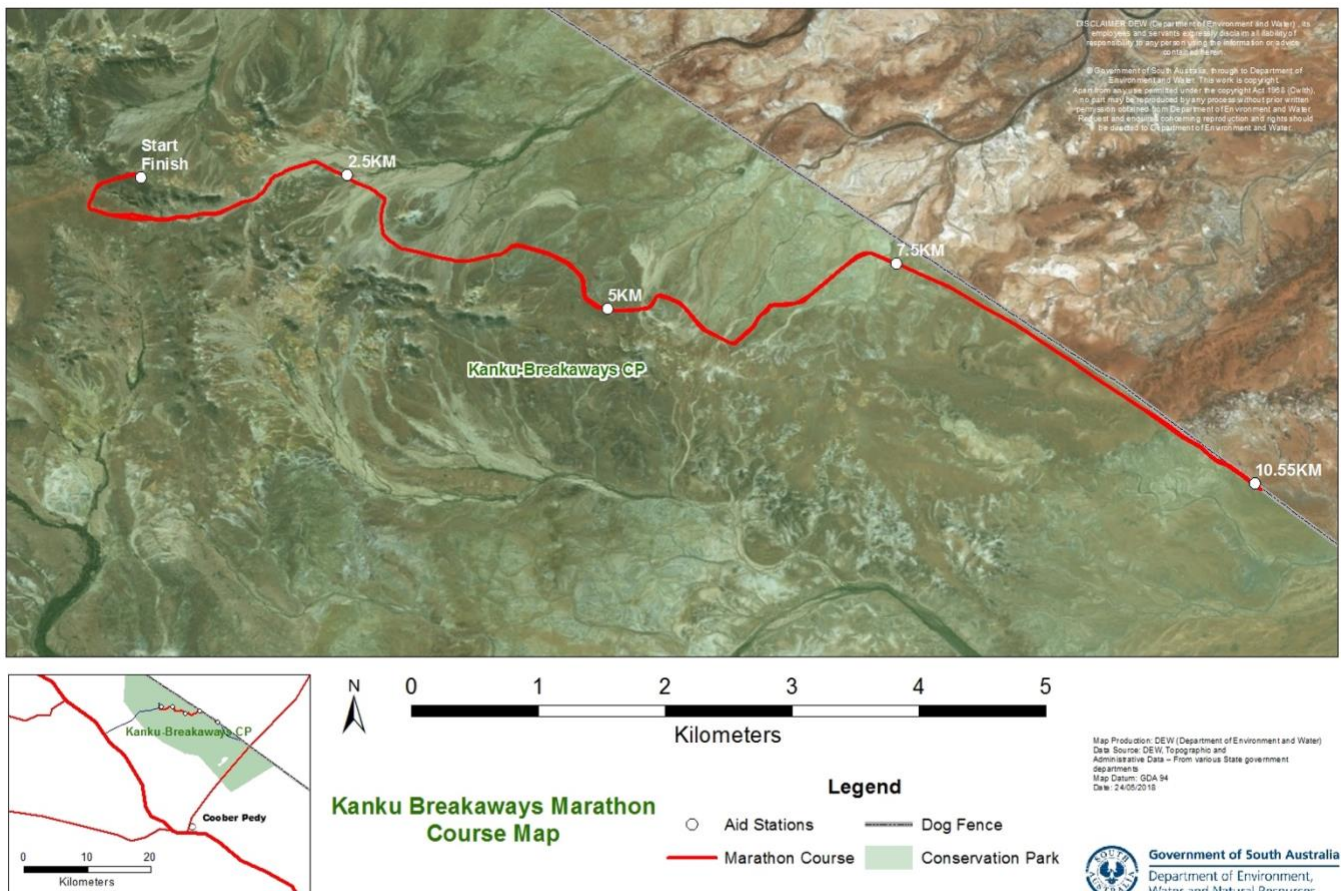 DISCLAIMER DEW (Department of Environment and Water), its
employees and servants expressly disclaim all liability of
responsibility to any person using the information or advice
contained herein.
© Government of South Australia, through to Department of
Environment and Water. This work is copyright.
Apart from any use permitted under the copyright Act 1968 (Cwlth),
no part may be reproduced by any process without prior written
permission obtained from Department of Environment and Water.
Request and enquiries concerning reproduction and rights should
be directed to Department of Environment and Water.
Start
Finish
2.5KM
7.5KM
5KM
Kanku-Breakaways CP
10.55KM
Kanku-Breakaways CP
Coober Pedy
0 10 20
Kilometers
N
0 1 2 3 4 5
Kilometers
Kanku Breakaways Marathon
Course Map
Legend
Aid Stations
Dog Fence
Marathon Course
Conservation Park
Map Production: DEW (Department of Environment and Water)
Data Source: DEW, Topographic and
Administrative Data – From various State government
departments
Map Datum: GDA 94
Date: 24/05/2018
SOUTH AUSTRALIA
Government of South Australia
Department of Environment,
Water and Natural Resources